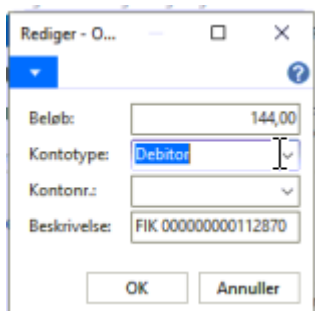 Rediger - O...
Beløb: 144,00
Kontotype: Debitor
Kontonr.:
Beskrivelse: FIK 000000000112870
OK Annuller